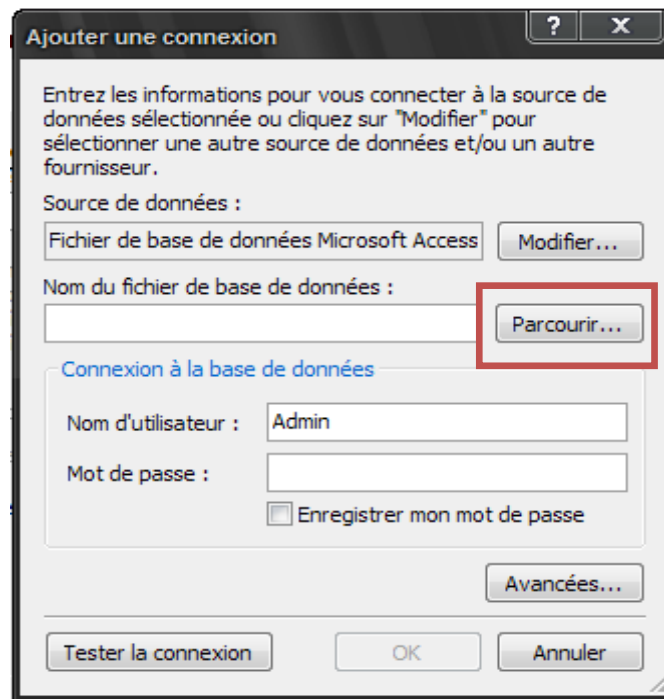 Ajouter une connexion
? X
Entrez les informations pour vous connecter à la source de
données sélectionnée ou cliquez sur "Modifier" pour
sélectionner une autre source de données et/ou un autre
fournisseur.
Source de données :
Fichier de base de données Microsoft Access Modifier...
Nom du fichier de base de données :
Parcourir...
Connexion à la base de données
Nom d'utilisateur : Admin
Mot de passe :
Enregistrer mon mot de passe
Avancées...
Tester la connexion OK Annuler